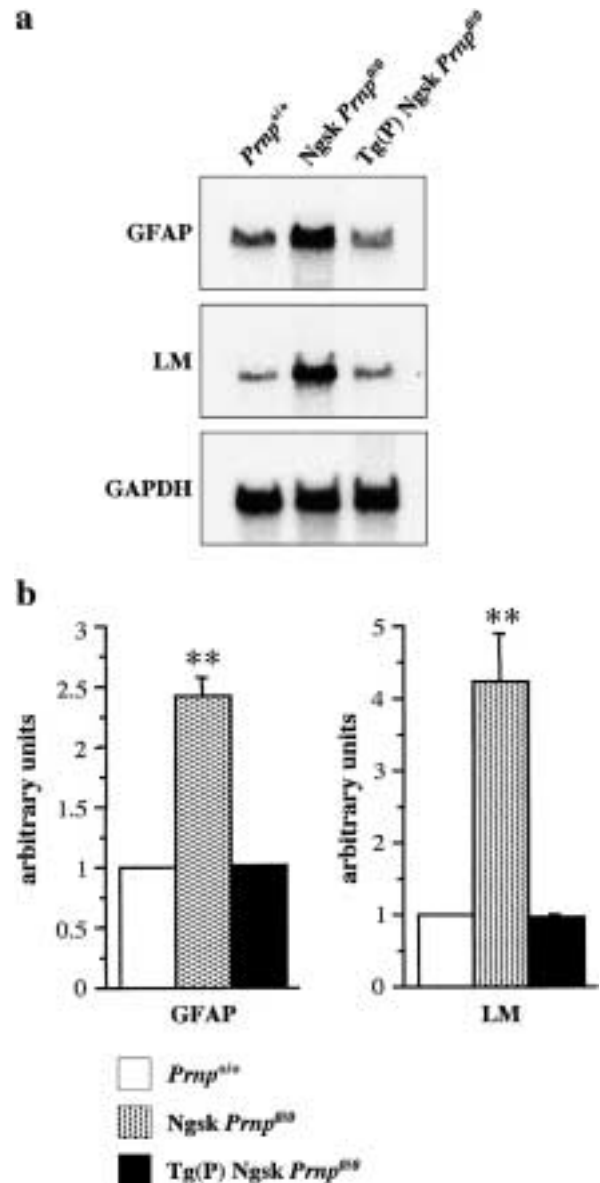 a
Prnp+/+ Ngsk Prnp0/0 Tg(P) Ngsk Prnp0/0
GFAP
LM
GAPDH
b
arbitrary units
3
2.5
2
1.5
1
0.5
0
**
GFAP
arbitrary units
5
4
3
2
1
0
**
LM
Prnp+/+
Ngsk Prnp0/0
Tg(P) Ngsk Prnp0/0